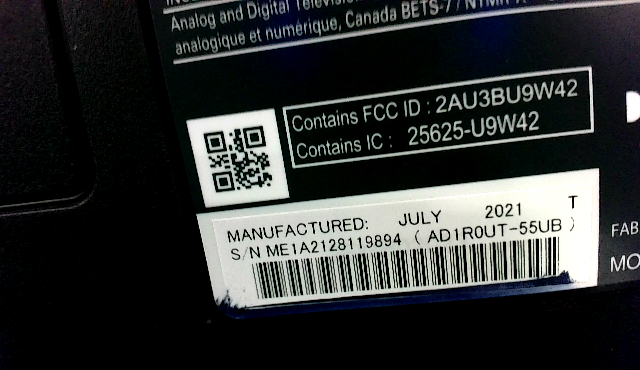 Analog and Digital Television
analogique et numérique, Canada BETS-7 /
Contains FCC ID : 2AU3BU9W42
Contains IC : 25625-U9W42
MANUFACTURED: JULY 2021 T
S/N ME1A2128119894 ( AD1R0UT-55UB )
FAB
MO